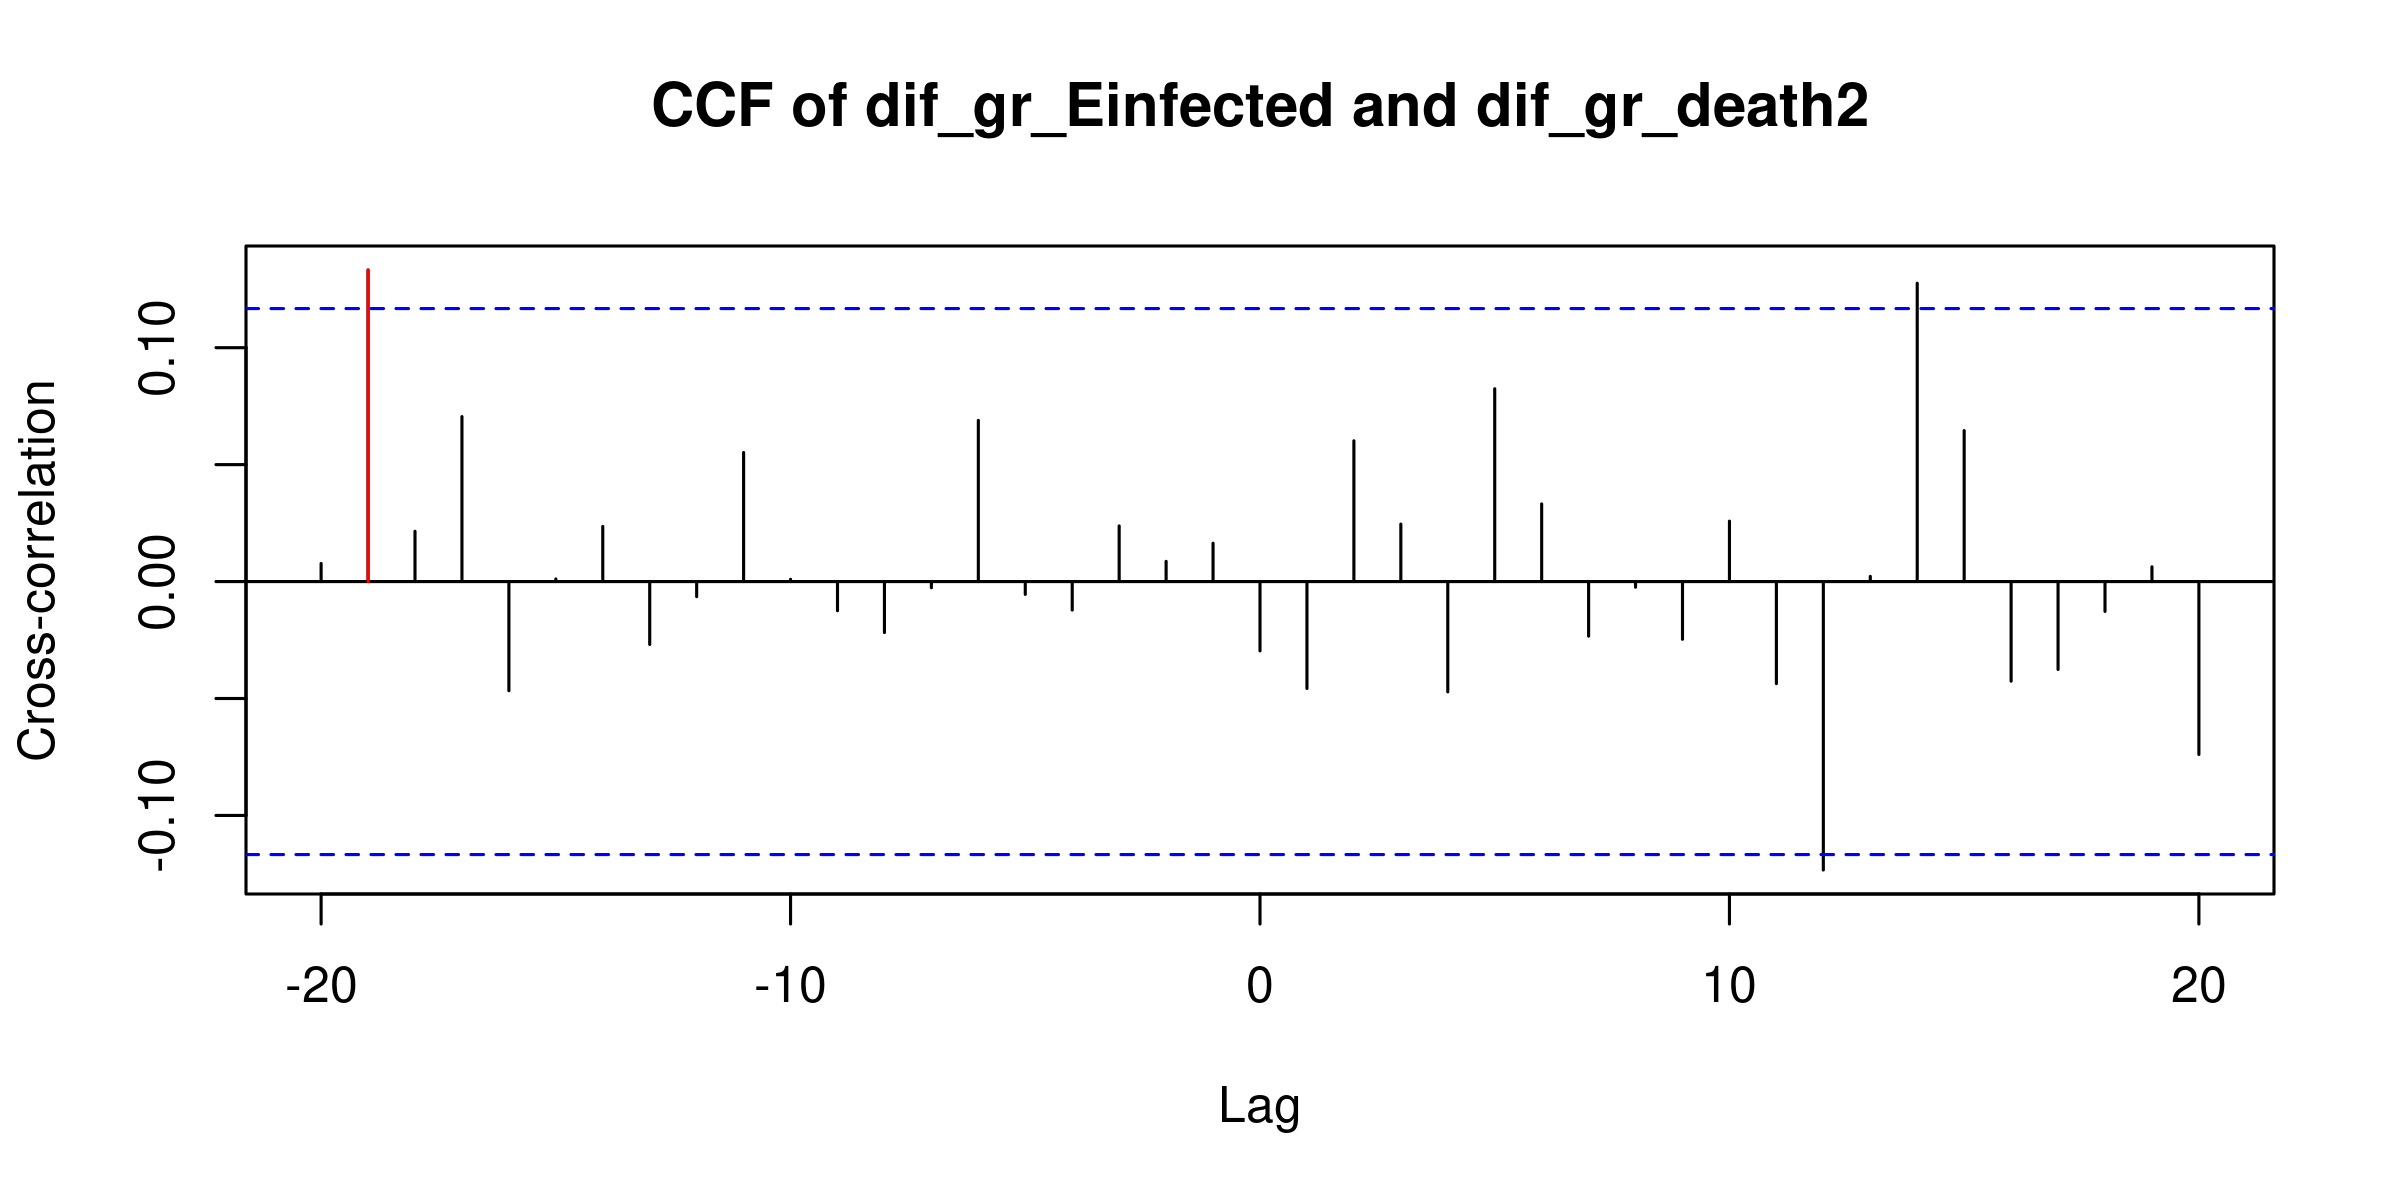 CCF of dif_gr_Einfected and dif_gr_death2
Cross-correlation
0.10
0.00
-0.10
-20 -10 0 10 20
Lag